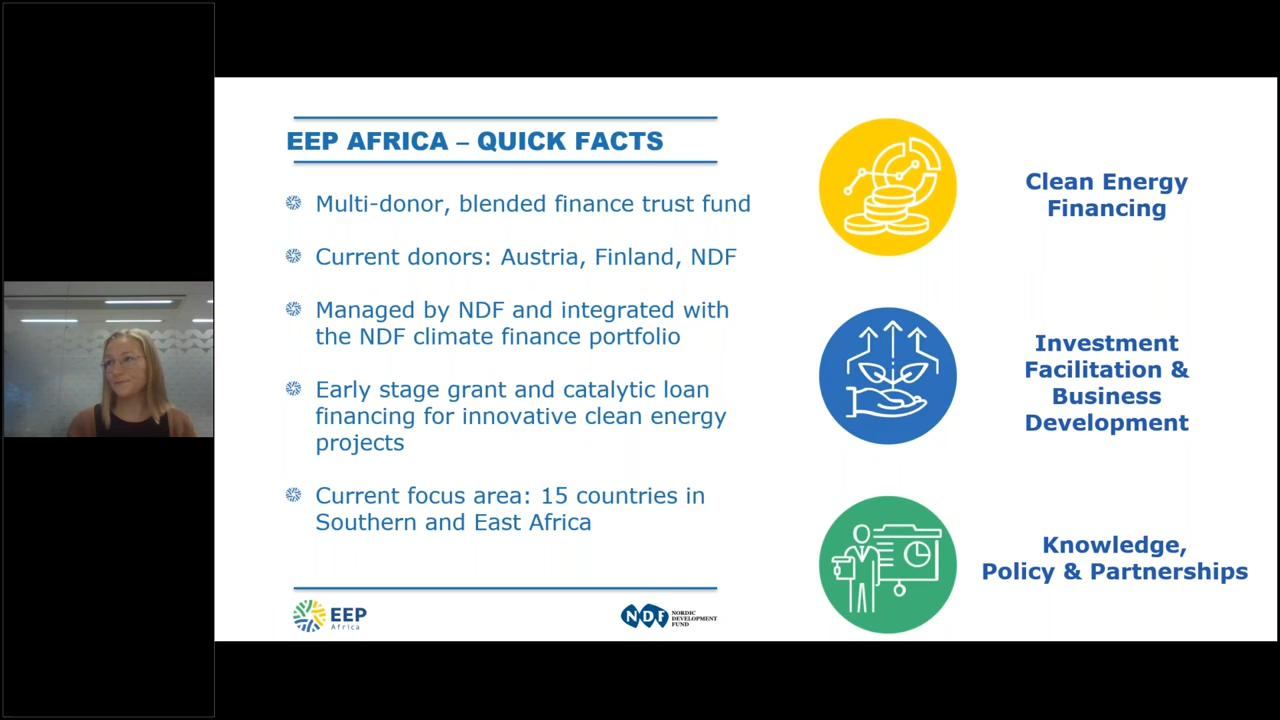 EEP AFRICA – QUICK FACTS
Multi-donor, blended finance trust fund
Current donors: Austria, Finland, NDF
Managed by NDF and integrated with
the NDF climate finance portfolio
Early stage grant and catalytic loan
financing for innovative clean energy
projects
Current focus area: 15 countries in
Southern and East Africa
EEP
Africa
NDF
NORDIC
DEVELOPMENT
FUND
Clean Energy
Financing
Investment
Facilitation &
Business
Development
Knowledge,
Policy & Partnerships